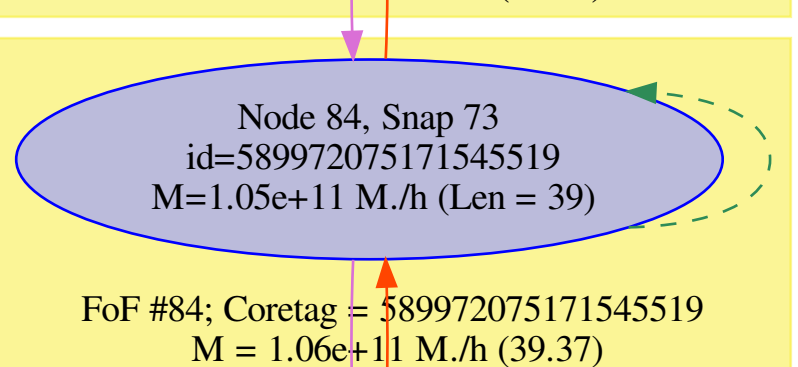 Node 84, Snap 73
id=589972075171545519
M=1.05e+11 M./h (Len = 39)
FoF #84; Coretag = 589972075171545519
M = 1.06e+11 M./h (39.37)